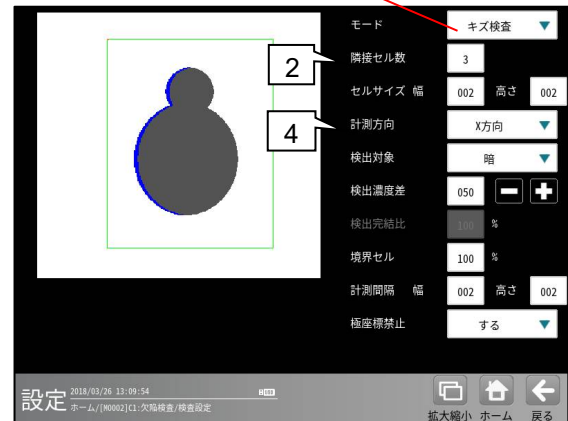 モード キズ検査
2 隣接セル数 3
セルサイズ 幅 002 高さ 002
4 計測方向 X方向
検出対象 暗
検出濃度差 050
検出完結比 100 %
境界セル 100 %
計測間隔 幅 002 高さ 002
極座標禁止 する
設定 2018/03/26 13:09:54
ホーム/[M0002]C1:欠陥検査/検査設定
拡大縮小 ホーム 戻る